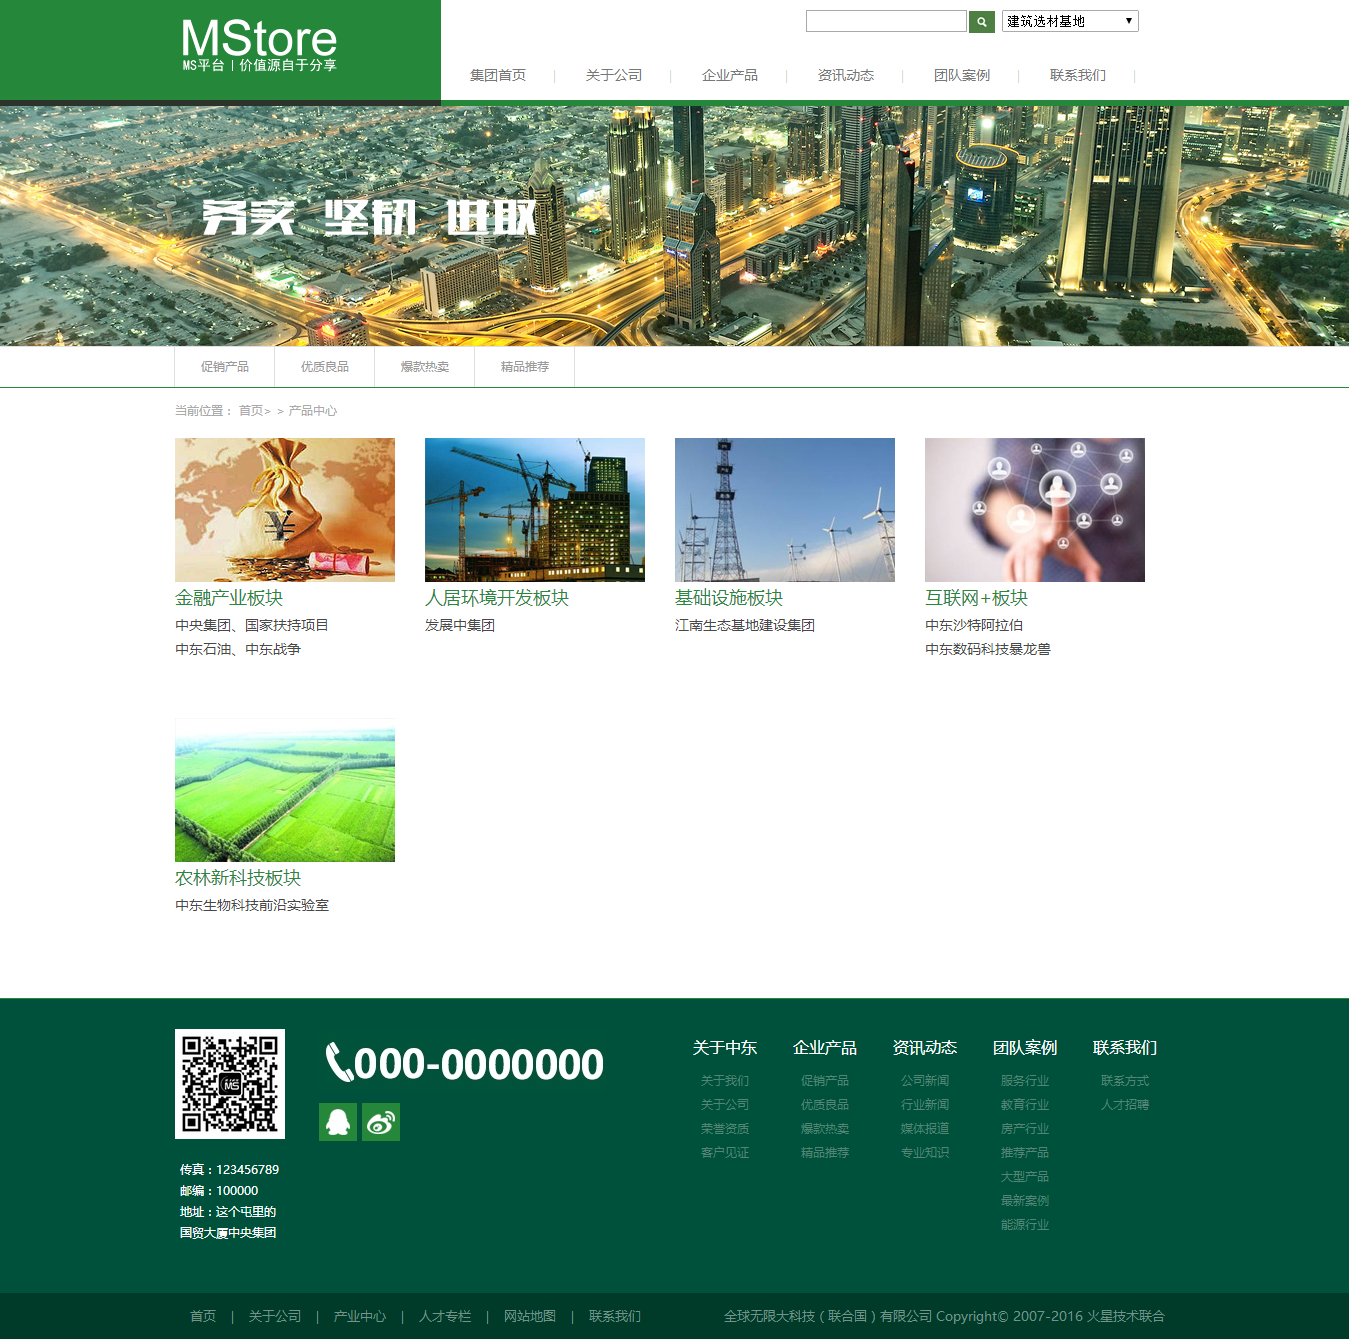 MStore
MS平台 | 价值源自于分享
建筑选材基地
集团首页 | 关于公司 | 企业产品 | 资讯动态 | 团队案例 | 联系我们 |
务实 坚韧 进取
促销产品 优质良品 爆款热卖 精品推荐
当前位置： 首页> > 产品中心
金融产业板块
中央集团、国家扶持项目
中东石油、中东战争
人居环境开发板块
发展中集团
基础设施板块
江南生态基地建设集团
互联网+板块
中东沙特阿拉伯
中东数码科技暴龙兽
农林新科技板块
中东生物科技前沿实验室
MS
传真：123456789
邮编：100000
地址：这个屯里的
国贸大厦中央集团
000-0000000
关于中东
关于我们
关于公司
荣誉资质
客户见证
企业产品
促销产品
优质良品
爆款热卖
精品推荐
资讯动态
公司新闻
行业新闻
媒体报道
专业知识
团队案例
服务行业
教育行业
房产行业
推荐产品
大型产品
最新案例
能源行业
联系我们
联系方式
人才招聘
首页 | 关于公司 | 产业中心 | 人才专栏 | 网站地图 | 联系我们
全球无限大科技（联合国）有限公司 Copyright© 2007-2016 火星技术联合